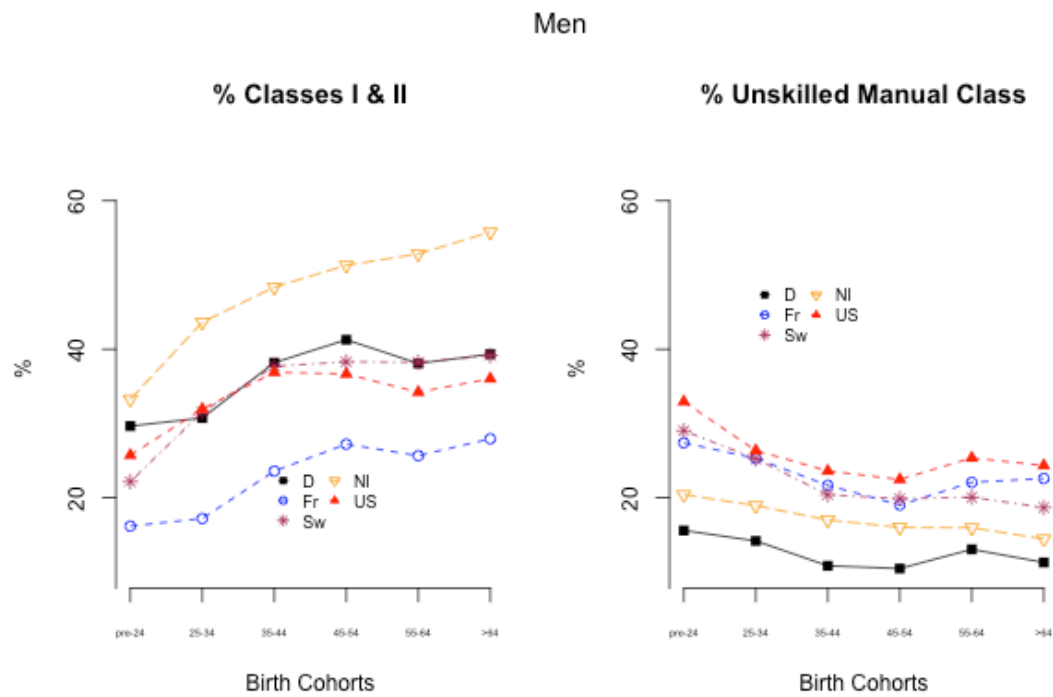 Men
% Classes I & II
60
40
20
%
D NI
Fr US
Sw
pre-24 25-34 35-44 45-54 55-64 >64
Birth Cohorts
% Unskilled Manual Class
60
40
20
%
D NI
Fr US
Sw
pre-24 25-34 35-44 45-54 55-64 >64
Birth Cohorts